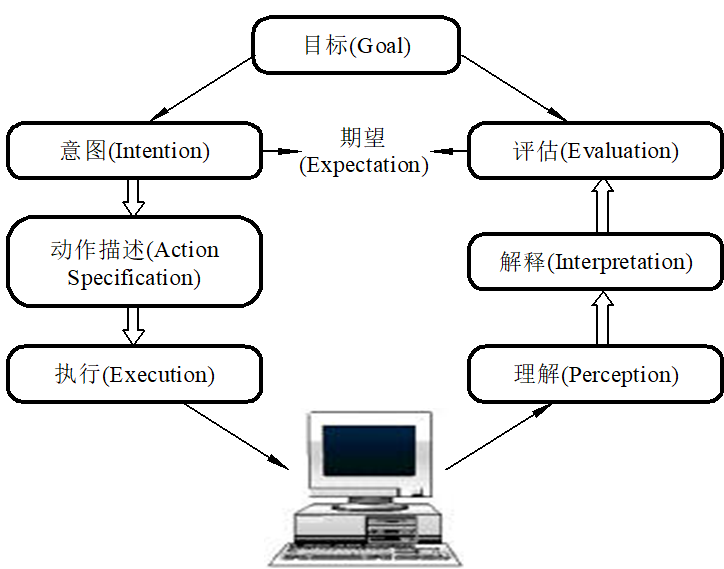 目标(Goal)
意图(Intention)
期望
(Expectation)
评估(Evaluation)
动作描述(Action
Specification)
解释(Interpretation)
执行(Execution)
理解(Perception)